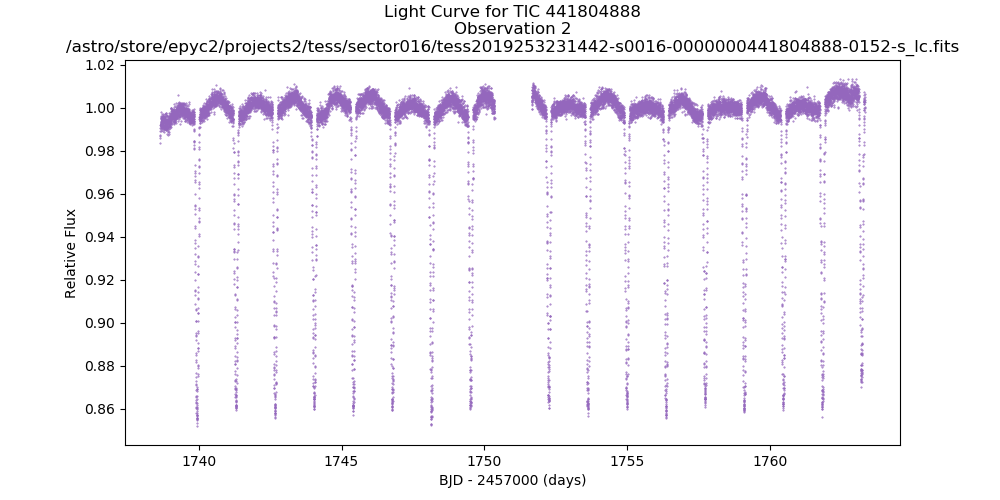 Light Curve for TIC 441804888
Observation 2
/astro/store/epyc2/projects2/tess/sector016/tess2019253231442-s0016-0000000441804888-0152-s_lc.fits
1.02
1.00
0.98
0.96
0.94
0.92
0.90
0.88
0.86
Relative Flux
1740
1745
1750
1755
1760
BJD - 2457000 (days)